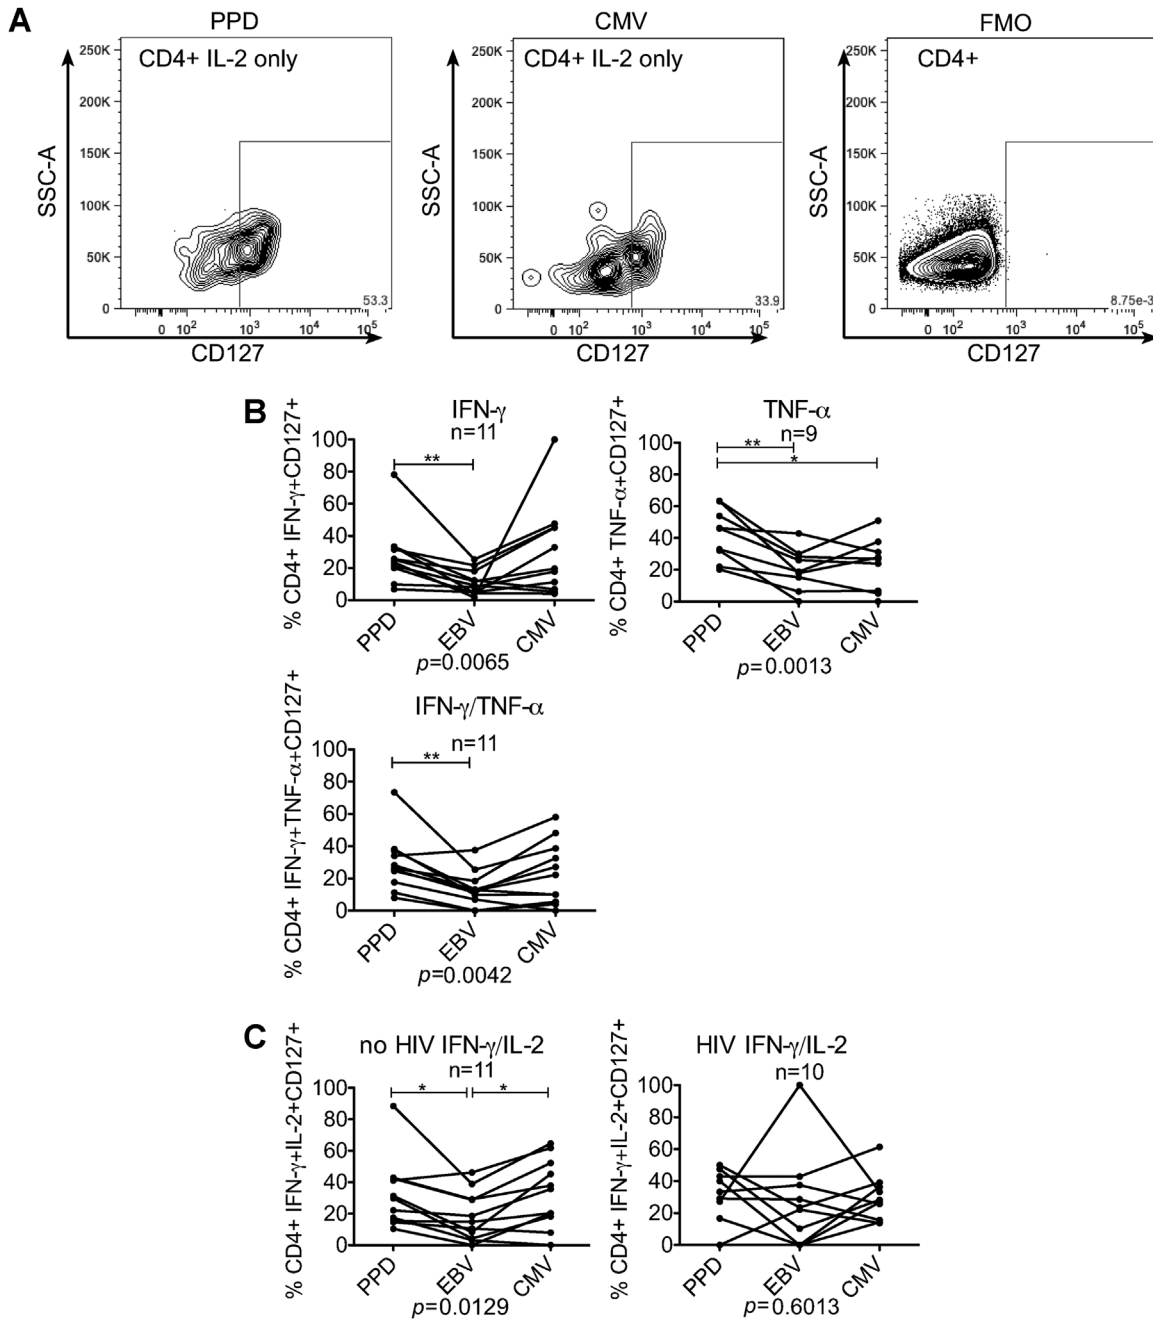 A
PPD
CMV
FMO
CD4+ IL-2 only
CD4+ IL-2 only
CD4+
250K
200K
150K
100K
50K
0
SSC-A
53.3
0 10² 10³ 10⁴ 10⁵
CD127
250K
200K
150K
100K
50K
0
SSC-A
33.9
0 10² 10³ 10⁴ 10⁵
CD127
250K
200K
150K
100K
50K
0
SSC-A
8.75e-3
0 10² 10³ 10⁴ 10⁵
CD127
B
IFN-γ
n=11
% CD4+ IFN-γ+CD127+
100
80
60
40
20
0
**
PPD
EBV
CMV
p=0.0065
TNF-α
n=9
% CD4+ TNF-α+CD127+
100
80
60
40
20
0
**
*
PPD
EBV
CMV
p=0.0013
IFN-γ/TNF-α
n=11
% CD4+ IFN-γ+TNF-α+CD127+
100
80
60
40
20
0
**
PPD
EBV
CMV
p=0.0042
C
no HIV IFN-γ/IL-2
n=11
% CD4+ IFN-γ+IL-2+CD127+
100
80
60
40
20
0
*
*
PPD
EBV
CMV
p=0.0129
HIV IFN-γ/IL-2
n=10
% CD4+ IFN-γ+IL-2+CD127+
100
80
60
40
20
0
PPD
EBV
CMV
p=0.6013